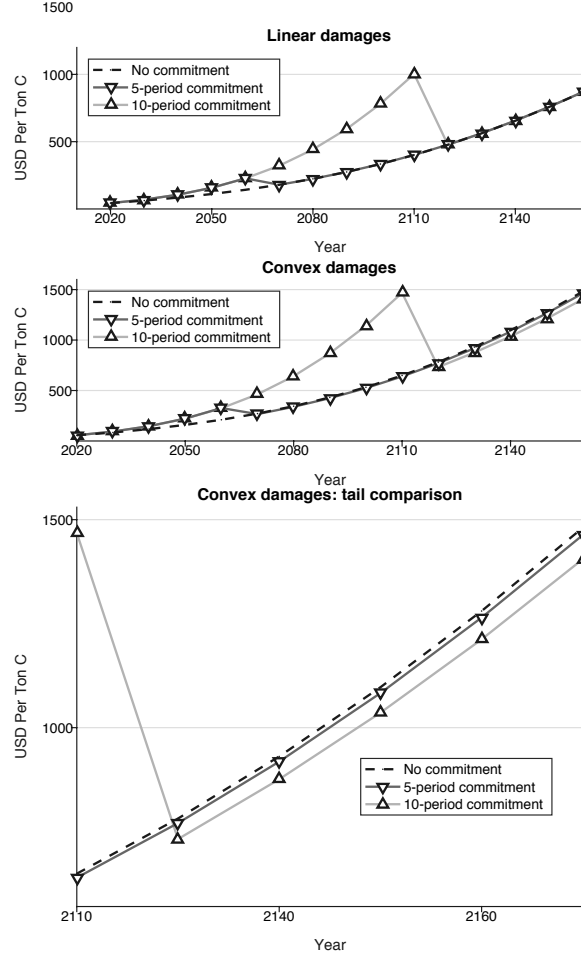 1500
Linear damages
1000
500
USD Per Ton C
No commitment
5-period commitment
10-period commitment
2020
2050
2080
2110
2140
Year
Convex damages
1500
1000
500
USD Per Ton C
No commitment
5-period commitment
10-period commitment
2020
2050
2080
2110
2140
Year
Convex damages: tail comparison
1500
1000
USD Per Ton C
No commitment
5-period commitment
10-period commitment
2110
2140
2160
Year